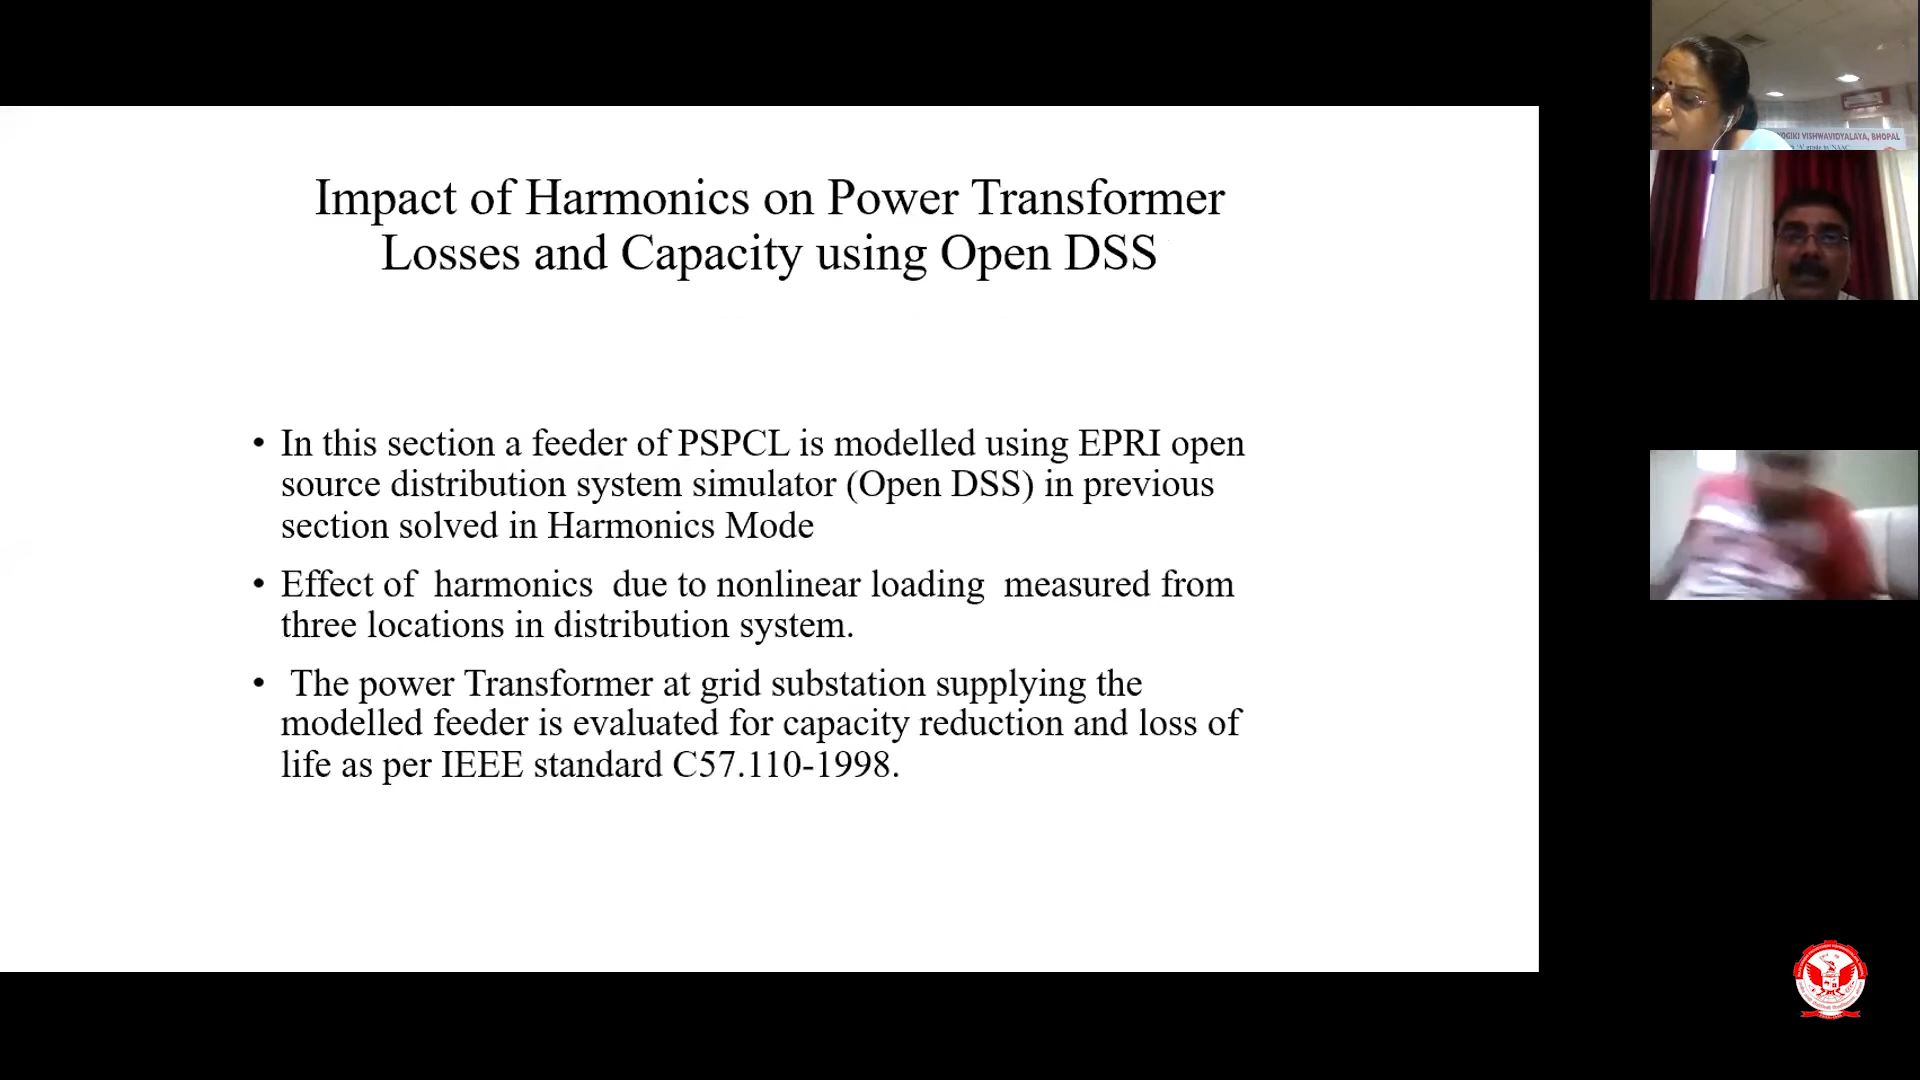 Impact of Harmonics on Power Transformer
Losses and Capacity using Open DSS
• In this section a feeder of PSPCL is modelled using EPRI open
source distribution system simulator (Open DSS) in previous
section solved in Harmonics Mode
• Effect of harmonics due to nonlinear loading measured from
three locations in distribution system.
• The power Transformer at grid substation supplying the
modelled feeder is evaluated for capacity reduction and loss of
life as per IEEE standard C57.110-1998.
VISHWAVIDYALAYA, BHOPAL